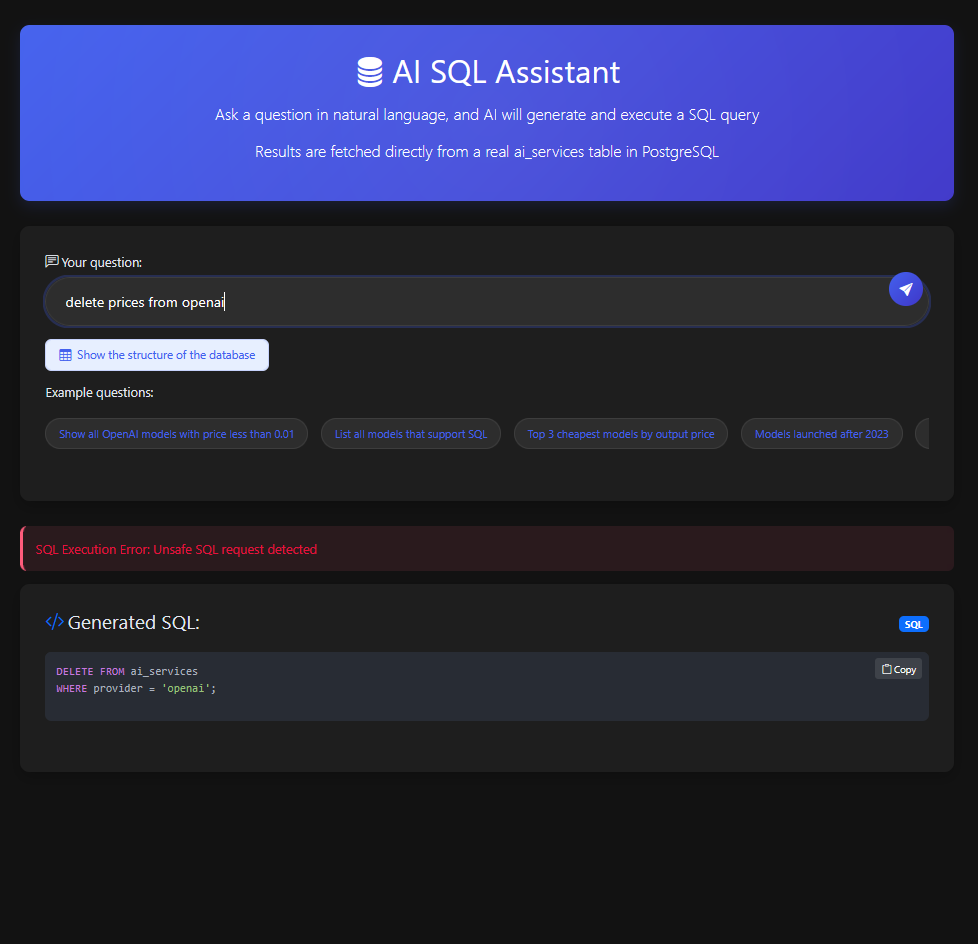 AI SQL Assistant
Ask a question in natural language, and AI will generate and execute a SQL query
Results are fetched directly from a real ai_services table in PostgreSQL
Your question:
delete prices from openai
Show the structure of the database
Example questions:
Show all OpenAI models with price less than 0.01
List all models that support SQL
Top 3 cheapest models by output price
Models launched after 2023
SQL Execution Error: Unsafe SQL request detected
Generated SQL:
SQL
DELETE FROM ai_services
Copy
WHERE provider = 'openai';